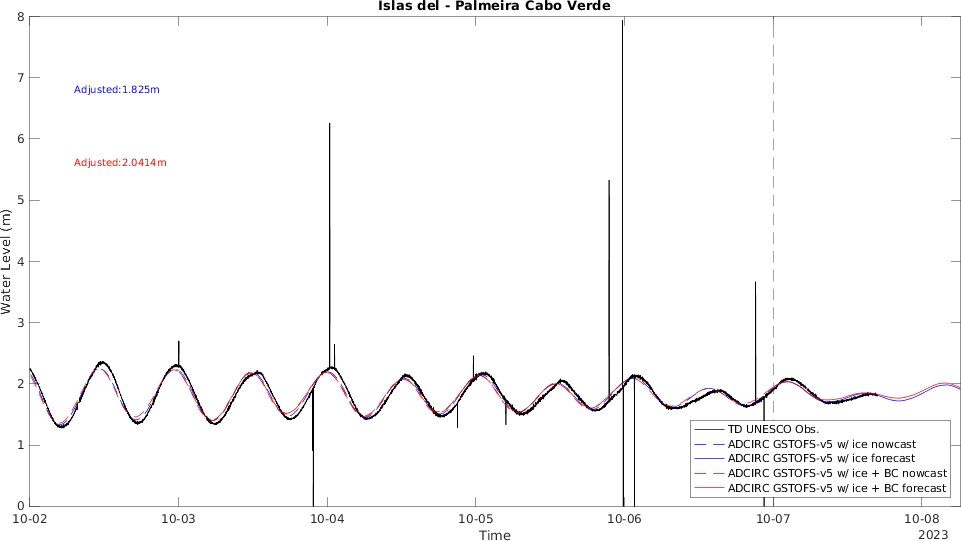 Islas del - Palmeira Cabo Verde
8
7
6
5
4
3
2
1
0
Water Level (m)
Adjusted:1.825m
Adjusted:2.0414m
TD UNESCO Obs.
ADCIRC GSTOFS-v5 w/ ice nowcast
ADCIRC GSTOFS-v5 w/ ice forecast
ADCIRC GSTOFS-v5 w/ ice + BC nowcast
ADCIRC GSTOFS-v5 w/ ice + BC forecast
10-02 10-03 10-04 10-05 10-06 10-07 10-08
Time
2023